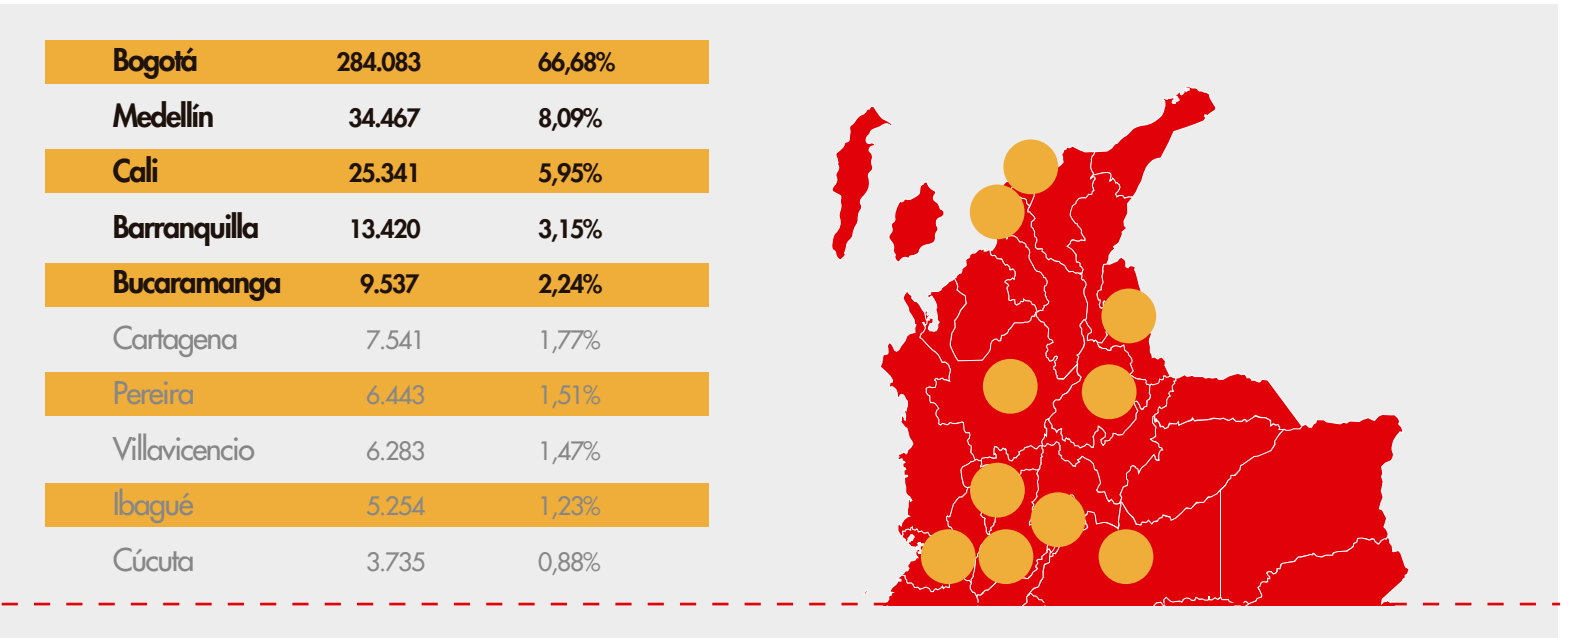 Bogotá 284.083 66,68%
Medellín 34.467 8,09%
Cali 25.341 5,95%
Barranquilla 13.420 3,15%
Bucaramanga 9.537 2,24%
Cartagena 7.541 1,77%
Pereira 6.443 1,51%
Villavicencio 6.283 1,47%
Ibagué 5.254 1,23%
Cúcuta 3.735 0,88%